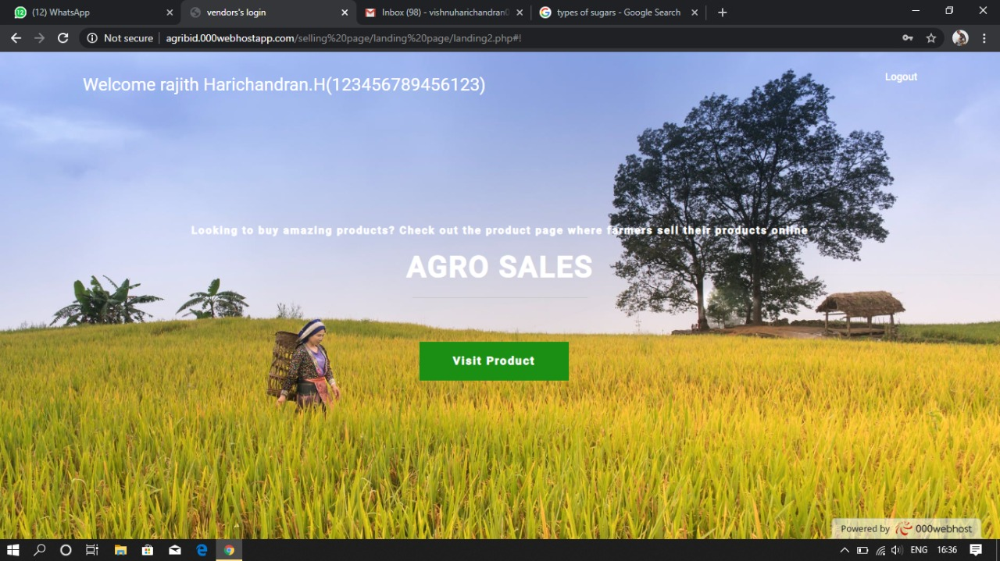 (12) WhatsApp
vendors's login
Inbox (98) - vishnuharichandran0
types of sugars - Google Search
Not secure
agribid.000webhostapp.com/selling%20page/landing%20page/landing2.php#!
Welcome rajith Harichandran.H(123456789456123)
Logout
Looking to buy amazing products? Check out the product page where farmers sell their products online
AGRO SALES
Visit Product
Powered by 000webhost
ENG
16:36